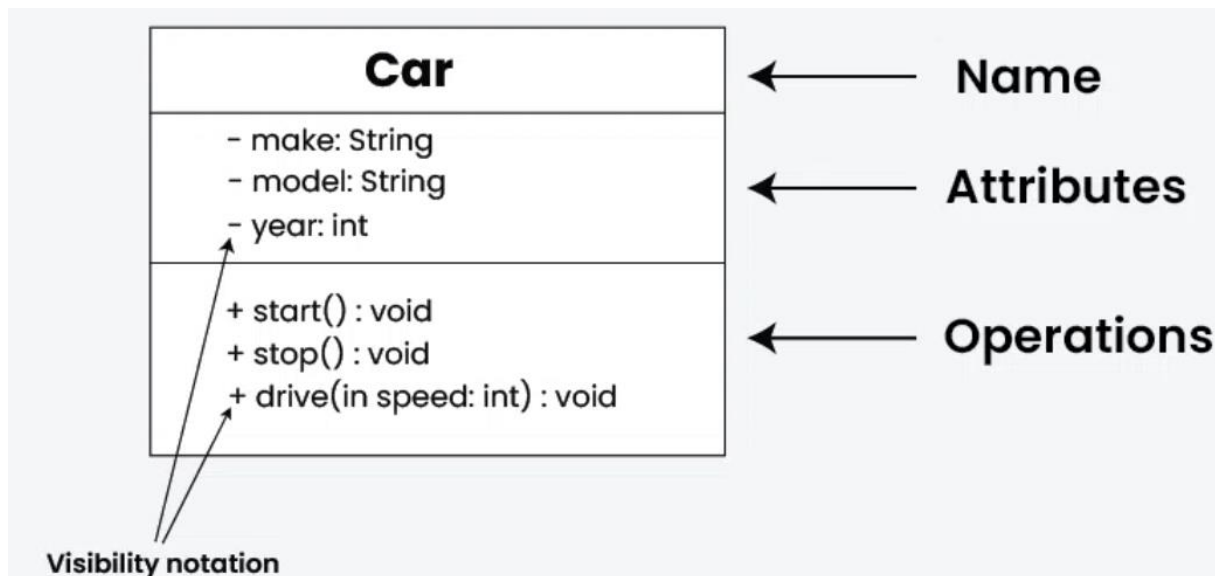 Car
Name
- make: String
- model: String
- year: int
Attributes
+ start() : void
+ stop() : void
+ drive(in speed: int) : void
Operations
Visibility notation